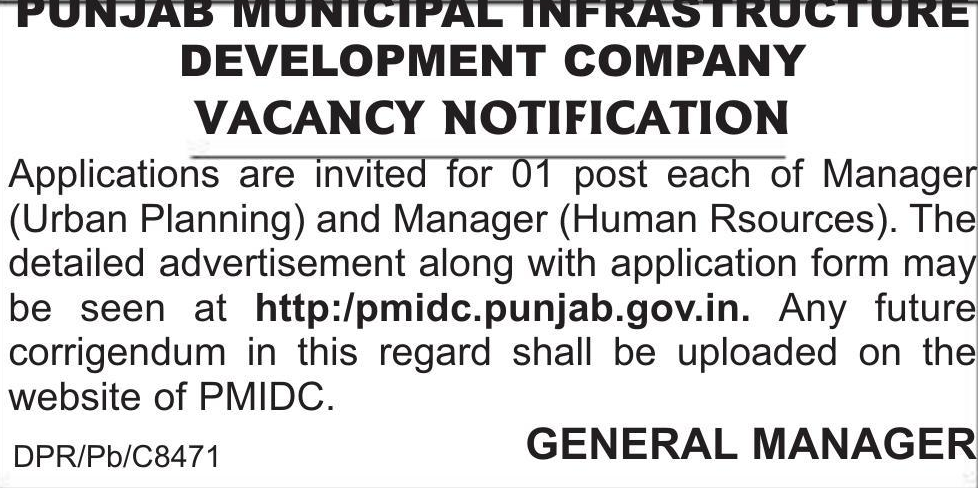 PUNJAB MUNICIPAL INFRASTRUCTURE
DEVELOPMENT COMPANY
VACANCY NOTIFICATION
Applications are invited for 01 post each of Manager
(Urban Planning) and Manager (Human Rsources). The
detailed advertisement along with application form may
be seen at http:/pmidc.punjab.gov.in. Any future
corrigendum in this regard shall be uploaded on the
website of PMIDC.
DPR/Pb/C8471 GENERAL MANAGER